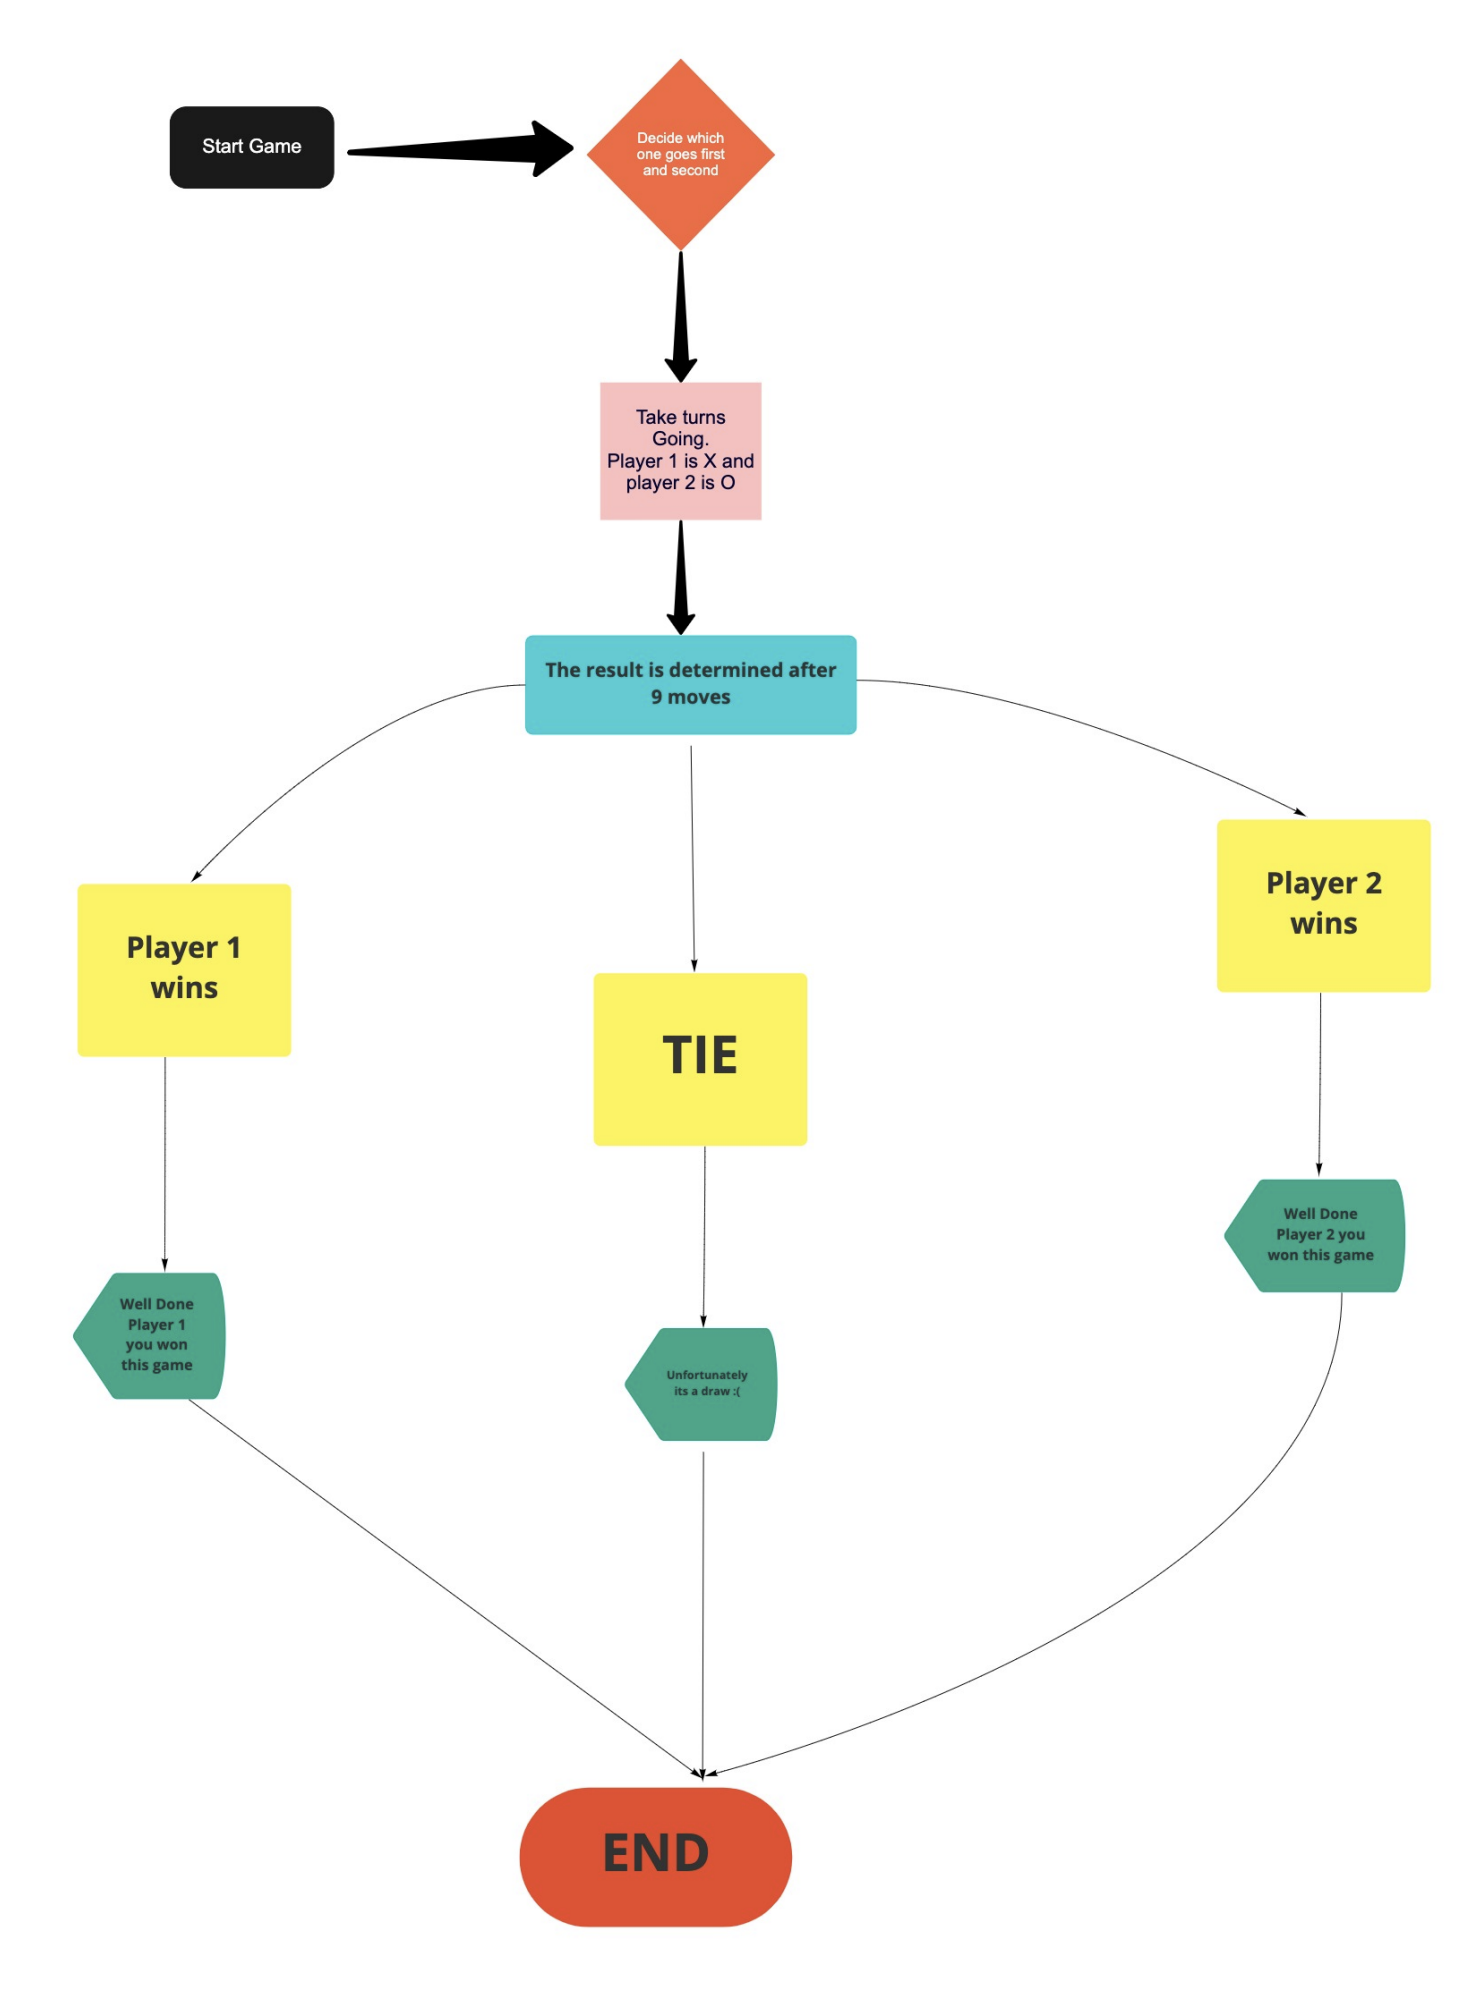 Start Game
Decide which
one goes first
and second
Take turns
Going.
Player 1 is X and
player 2 is O
The result is determined after
9 moves
Player 1
wins
TIE
Player 2
wins
Well Done
Player 1
you won
this game
Unfortunately
its a draw :(
Well Done
Player 2 you
won this game
END